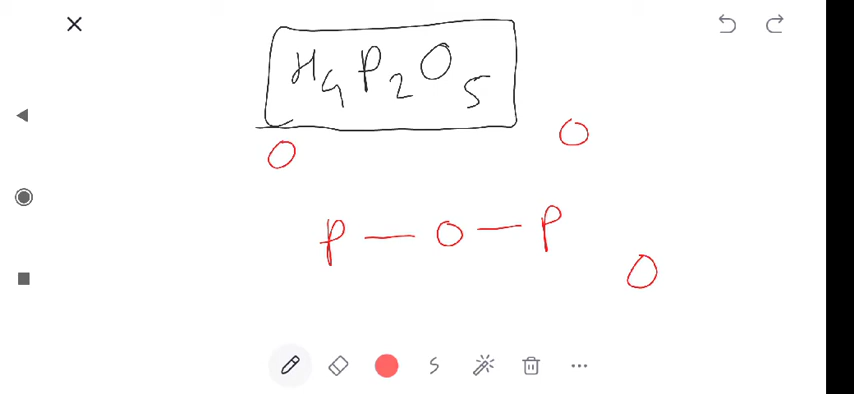 H4P2O5
O O
P — O — P
O
S